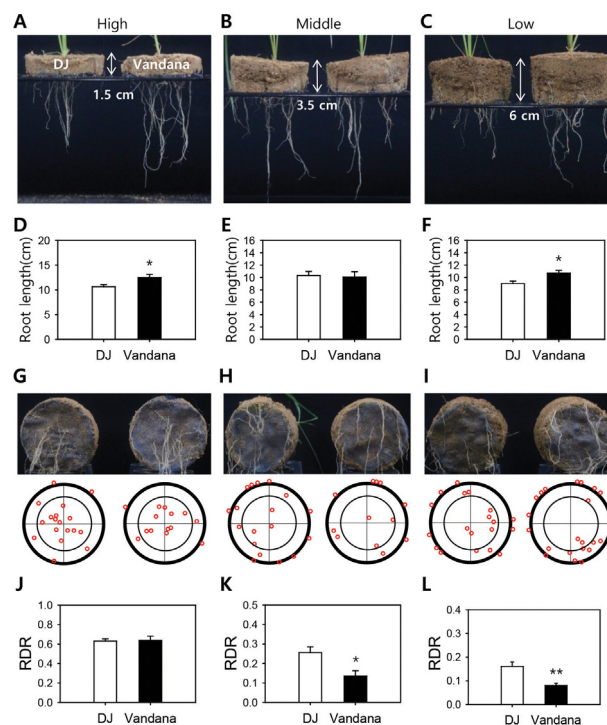 A High B Middle C Low
DJ Vandana
1.5 cm 3.5 cm 6 cm
D E F
Root length(cm) 20 15 10 5 0 *
DJ Vandana
Root length(cm) 16 14 12 10 8 6 4 2 0
DJ Vandana
Root length(cm) 16 14 12 10 8 6 4 2 0 *
DJ Vandana
G H I
J K L
RDR 1.0 0.8 0.6 0.4 0.2 0.0
DJ Vandana
RDR 0.5 0.4 0.3 0.2 0.1 0.0 *
DJ Vandana
RDR 0.4 0.3 0.2 0.1 0.0 **
DJ Vandana